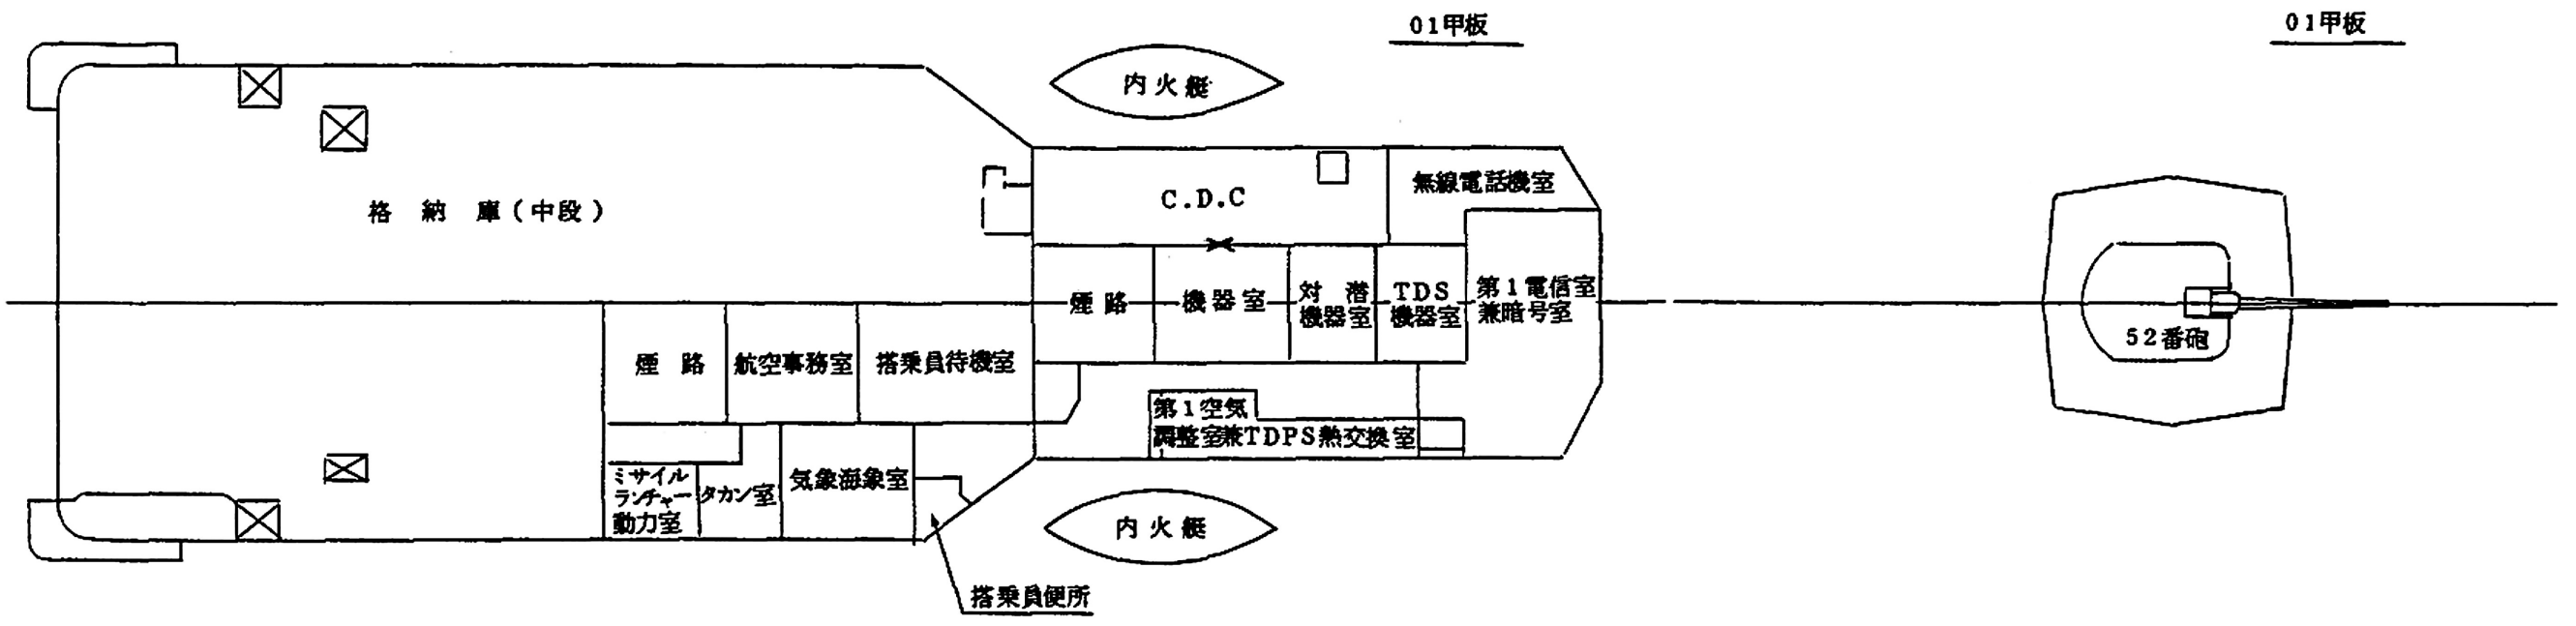 01甲板
01甲板
内火艇
格納庫(中段)
C.D.C
無線電話機室
煙路
機器室
対潜
機器室
TDS
機器室
第1電信室
兼暗号室
52番砲
煙路
航空事務室
搭乗員待機室
第1空気
調整室兼TDPS熱交換室
ミサイル
ランチャー
動力室
タカン室
気象海象室
内火艇
搭乗員便所